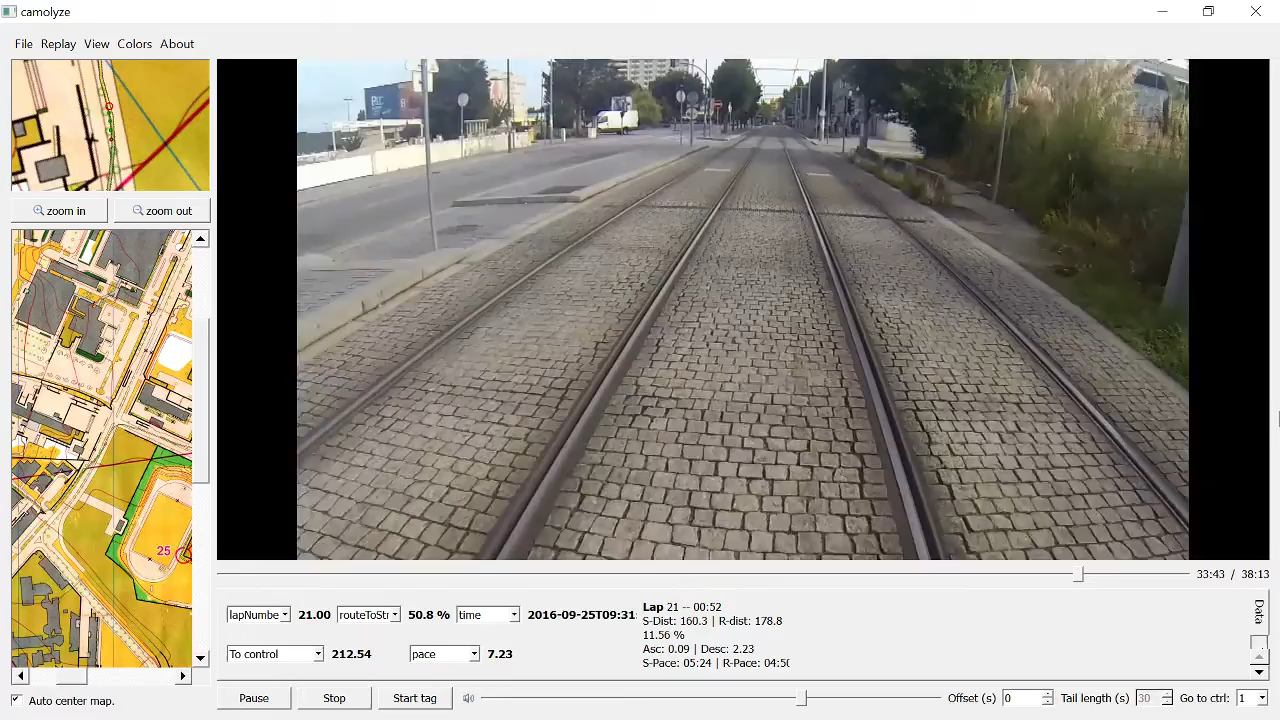 camolyze
File Replay View Colors About
zoom in zoom out
25
33:43 / 38:13
lapNumbe 21.00 routeToStr 50.8 % time 2016-09-25T09:31:
To control 212.54 pace 7.23
Lap 21 -- 00:52
S-Dist: 160.3 | R-dist: 178.8
11.56 %
Asc: 0.09 | Desc: 2.23
S-Pace: 05:24 | R-Pace: 04:50
Data
Auto center map.
Pause Stop Start tag Offset (s) 0 Tail length (s) 30 Go to ctrl: 1